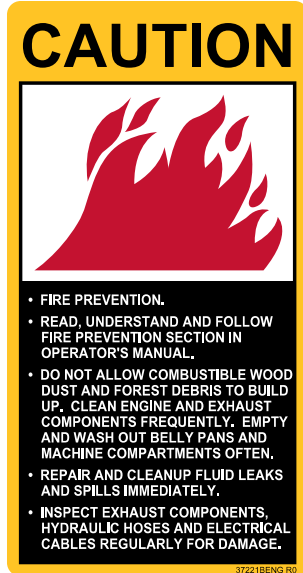 CAUTION
• FIRE PREVENTION.
• READ, UNDERSTAND AND FOLLOW
FIRE PREVENTION SECTION IN
OPERATOR'S MANUAL.
• DO NOT ALLOW COMBUSTIBLE WOOD
DUST AND FOREST DEBRIS TO BUILD
UP. CLEAN ENGINE AND EXHAUST
COMPONENTS FREQUENTLY. EMPTY
AND WASH OUT BELLY PANS AND
MACHINE COMPARTMENTS OFTEN.
• REPAIR AND CLEANUP FLUID LEAKS
AND SPILLS IMMEDIATELY.
• INSPECT EXHAUST COMPONENTS,
HYDRAULIC HOSES AND ELECTRICAL
CABLES REGULARLY FOR DAMAGE.
37221BENG R0